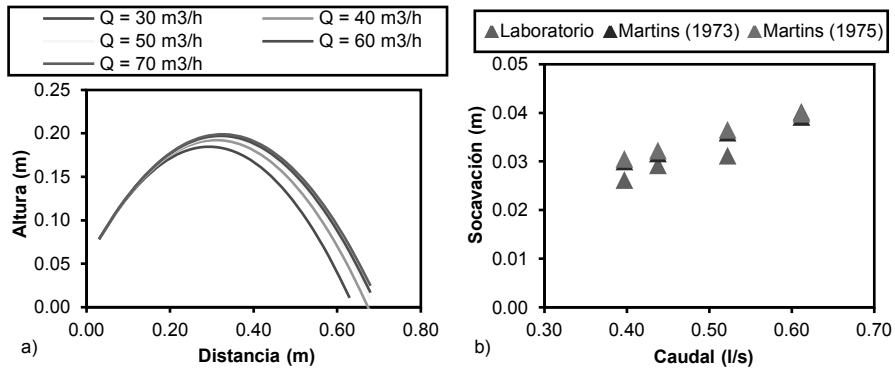 Q = 30 m3/h
Q = 40 m3/h
Q = 50 m3/h
Q = 60 m3/h
Q = 70 m3/h
0.25
0.20
0.15
0.10
0.05
0.00
Altura (m)
0.00 0.20 0.40 0.60 0.80
Distancia (m)
a)
Laboratorio Martins (1973) Martins (1975)
0.05
0.04
0.03
0.02
0.01
0.00
Socavación (m)
0.30 0.40 0.50 0.60 0.70
Caudal (l/s)
b)